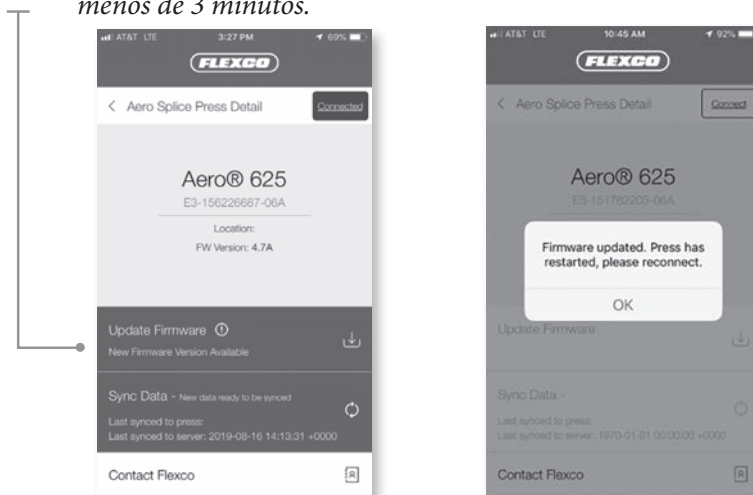 menos de 3 minutos.
AT&T LTE 3:27 PM 69%
FLEXCO
< Aero Splice Press Detail Connected
Aero® 625
E3-156226687-06A
Location:
FW Version: 4.7A
Update Firmware
New Firmware Version Available
Sync Data - New data ready to be synced
Last synced to press:
Last synced to server: 2019-08-16 14:13:31 +0000
Contact Flexco
AT&T LTE 10:45 AM 92%
FLEXCO
< Aero Splice Press Detail Connect
Aero® 625
E3-151782203-06A
Firmware updated. Press has
restarted, please reconnect.
OK
Update Firmware
Sync Data -
Last synced to press:
Last synced to server: 1970-01-01 00:00:00 +0000
Contact Flexco